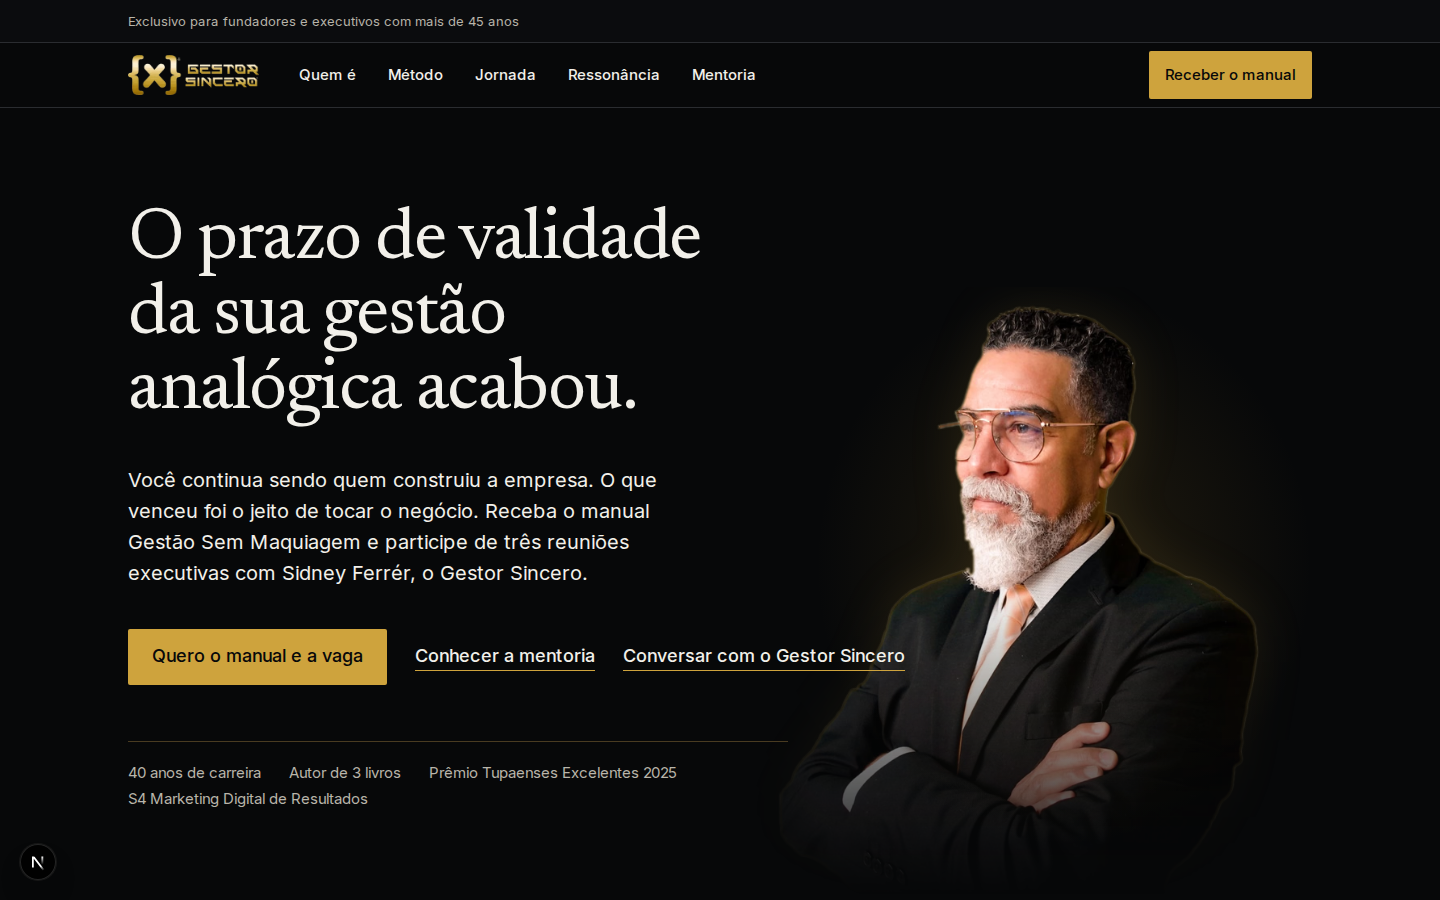 Exclusivo para fundadores e executivos com mais de 45 anos
{X} GESTOR
SINCERO
Quem é
Método
Jornada
Ressonância
Mentoria
Receber o manual
O prazo de validade
da sua gestão
analógica acabou.
Você continua sendo quem construiu a empresa. O que
venceu foi o jeito de tocar o negócio. Receba o manual
Gestão Sem Maquiagem e participe de três reuniões
executivas com Sidney Ferrér, o Gestor Sincero.
Quero o manual e a vaga
Conhecer a mentoria
Conversar com o Gestor Sincero
40 anos de carreira
Autor de 3 livros
Prêmio Tupaenses Excelentes 2025
S4 Marketing Digital de Resultados
N